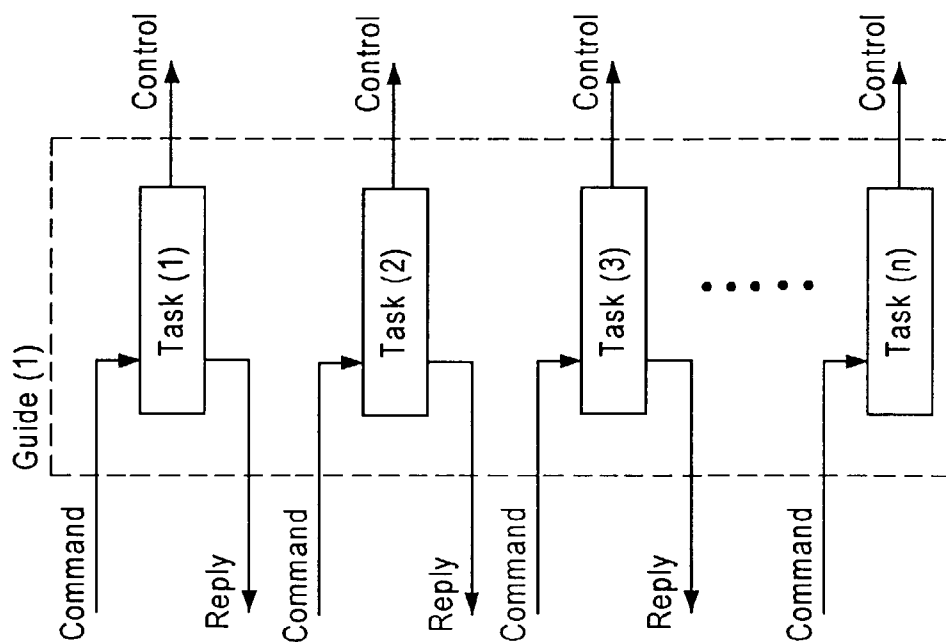 Guide (1)
Command
Reply
Task (1)
Control
Command
Reply
Task (2)
Control
Command
Reply
Task (3)
Control
Command
Task (n)
Control